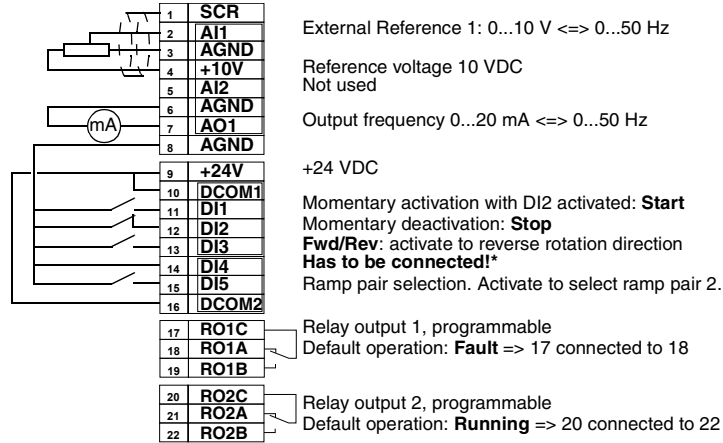 1 SCR
2 AI1 External Reference 1: 0...10 V <=> 0...50 Hz
3 AGND
4 +10V Reference voltage 10 VDC
5 AI2 Not used
6 AGND
mA 7 AO1 Output frequency 0...20 mA <=> 0...50 Hz
8 AGND
9 +24V +24 VDC
10 DCOM1
11 DI1 Momentary activation with DI2 activated: Start
12 DI2 Momentary deactivation: Stop
13 DI3 Fwd/Rev: activate to reverse rotation direction
14 DI4 Has to be connected!*
15 DI5 Ramp pair selection. Activate to select ramp pair 2.
16 DCOM2
17 RO1C Relay output 1, programmable
18 RO1A Default operation: Fault => 17 connected to 18
19 RO1B
20 RO2C Relay output 2, programmable
21 RO2A Default operation: Running => 20 connected to 22
22 RO2B